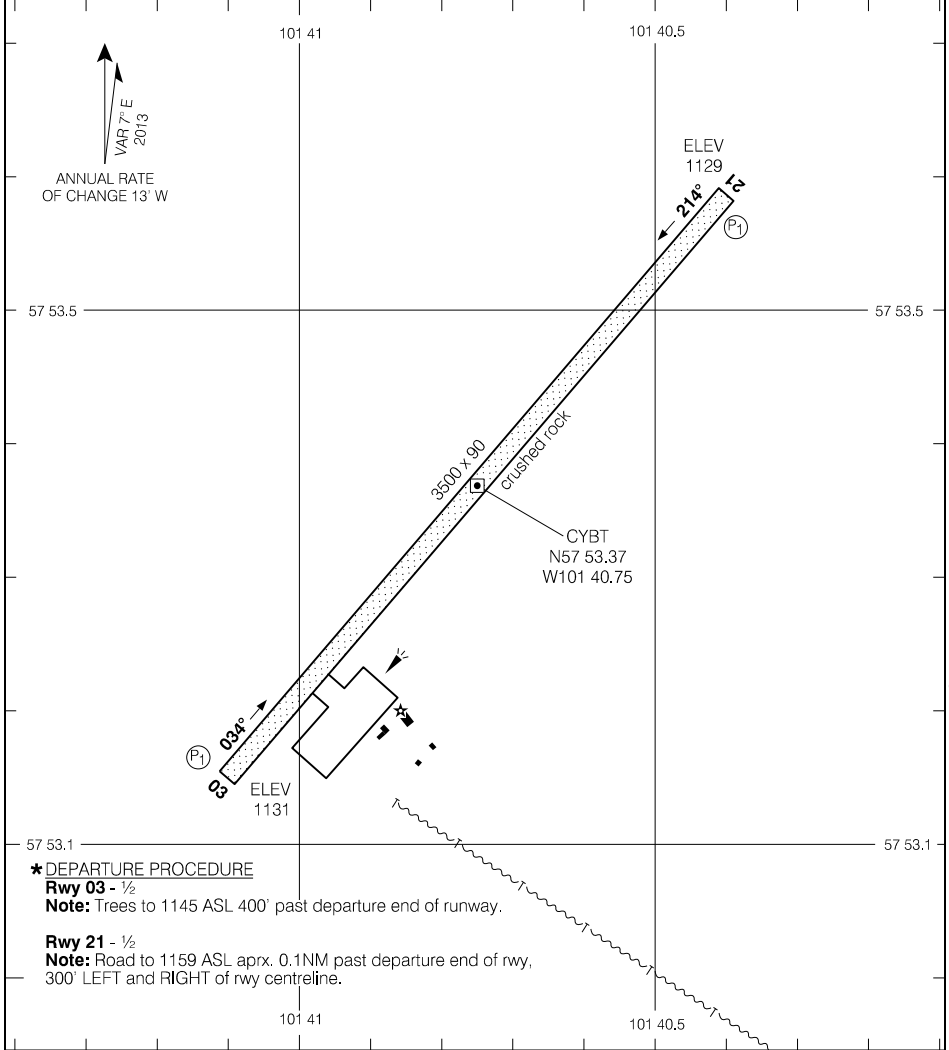 101 41
101 40.5
VAR 7° E
2013
ANNUAL RATE
OF CHANGE 13' W
ELEV
1129
21
214°
P1
57 53.5
57 53.5
3500 x 90
crushed rock
CYBT
N57 53.37
W101 40.75
034°
P1
03
ELEV
1131
57 53.1
57 53.1
* DEPARTURE PROCEDURE
Rwy 03 - ½
Note: Trees to 1145 ASL 400' past departure end of runway.
Rwy 21 - ½
Note: Road to 1159 ASL aprx. 0.1NM past departure end of rwy,
300' LEFT and RIGHT of rwy centreline.
101 41
101 40.5